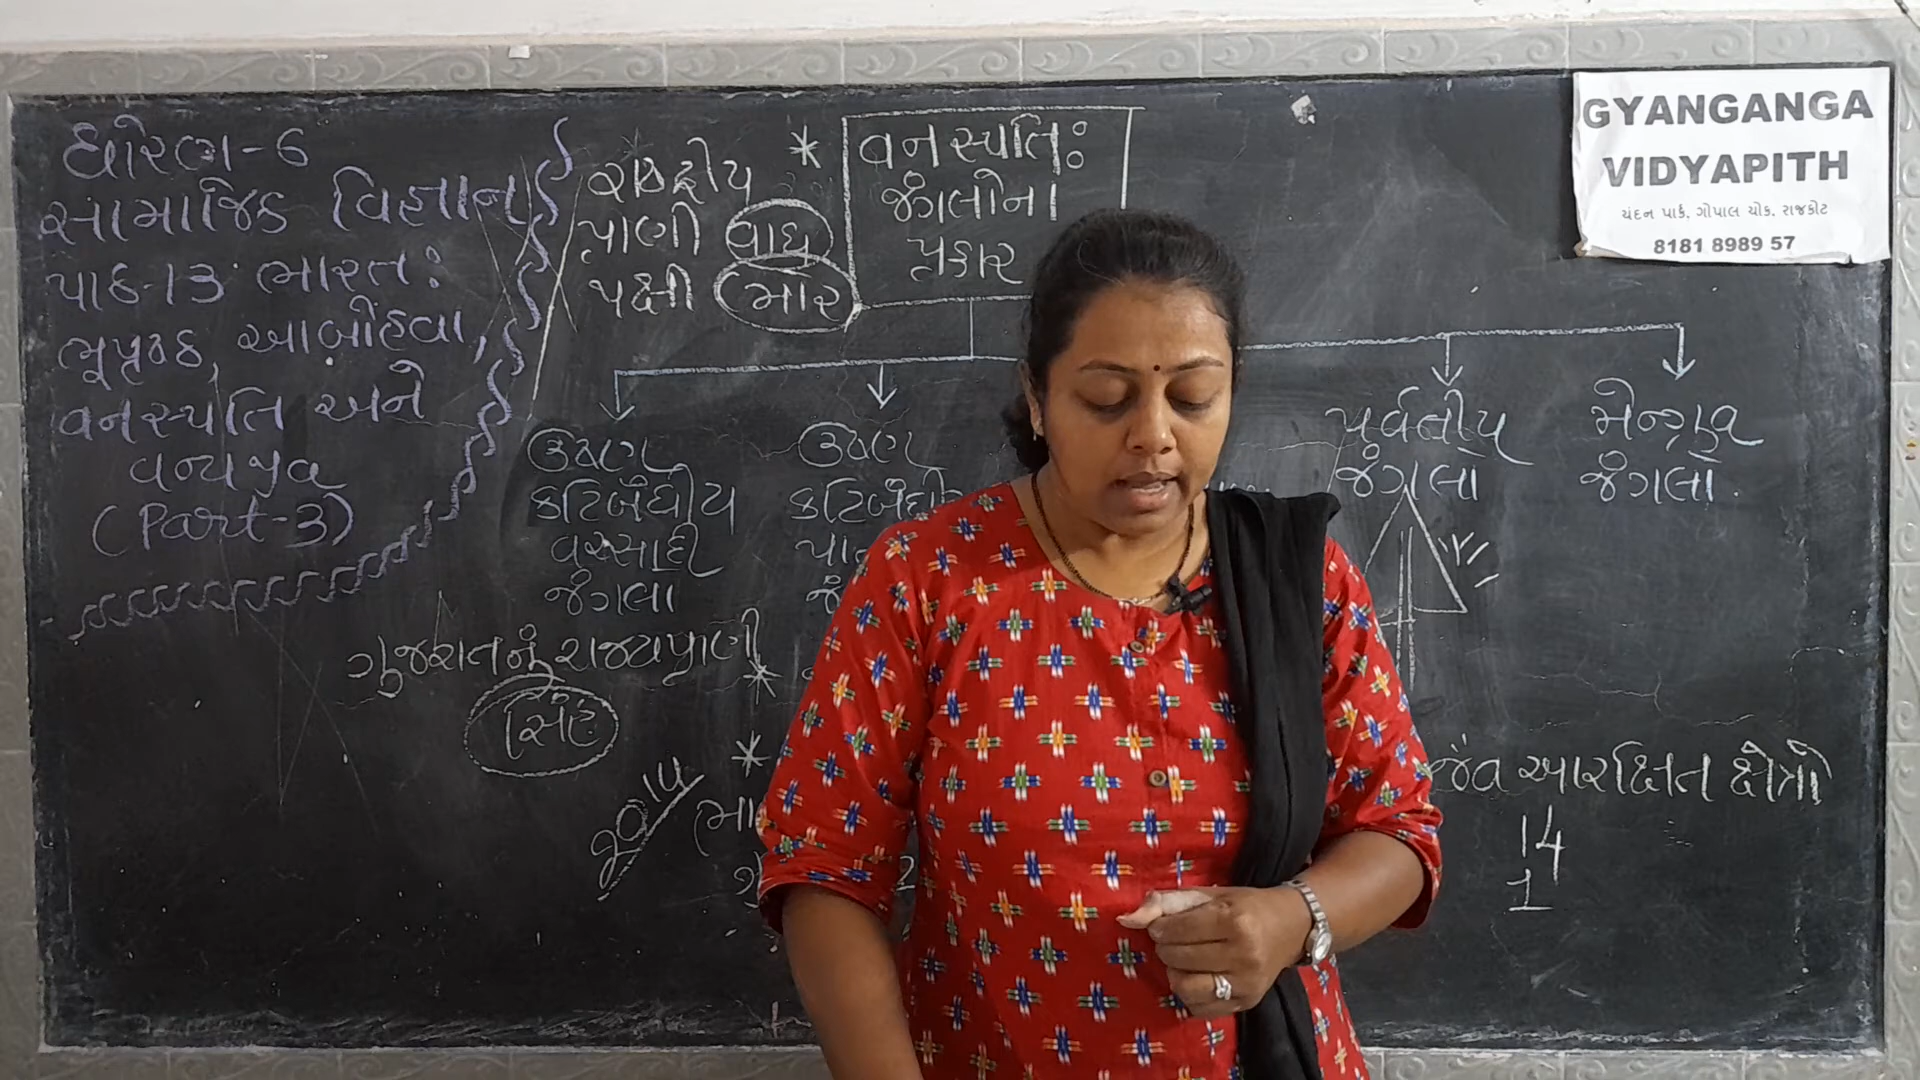 ધોરણ-6
સામાજિક વિજ્ઞાન
પાઠ-13: ભારત:
ભૂપૃષ્ઠ, આબોહવા,
વનસ્પતિ અને
વન્યજીવ
(Part-3)
રાષ્ટ્રીય
પ્રાણી વાઘ
પક્ષી મોર
* વનસ્પતિ:
જંગલોના
પ્રકાર
ઉષ્ણ
કટિબંધીય
વરસાદી
જંગલો
ઉષ્ણ
પર્વતીય
જંગલો
મેન્ગ્રુવ
જંગલો.
ગુજરાતનું રાજ્યપ્રાણી
સિંહ
*
*
જૈવ આરક્ષિત ક્ષેત્રો
14
1
GYANGANGA
VIDYAPITH
ચંદન પાર્ક, ગોપાલ ચોક, રાજકોટ
8181 8989 57